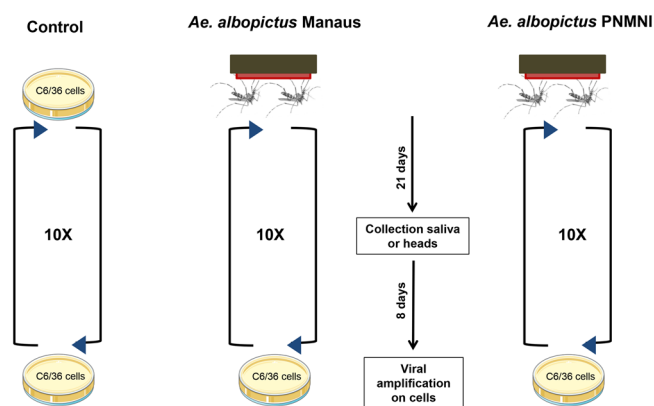 Control
Ae. albopictus Manaus
Ae. albopictus PNMNI
C6/36 cells
10X
10X
21 days
Collection saliva
or heads
8 days
10X
C6/36 cells
C6/36 cells
Viral
amplification
on cells
C6/36 cells